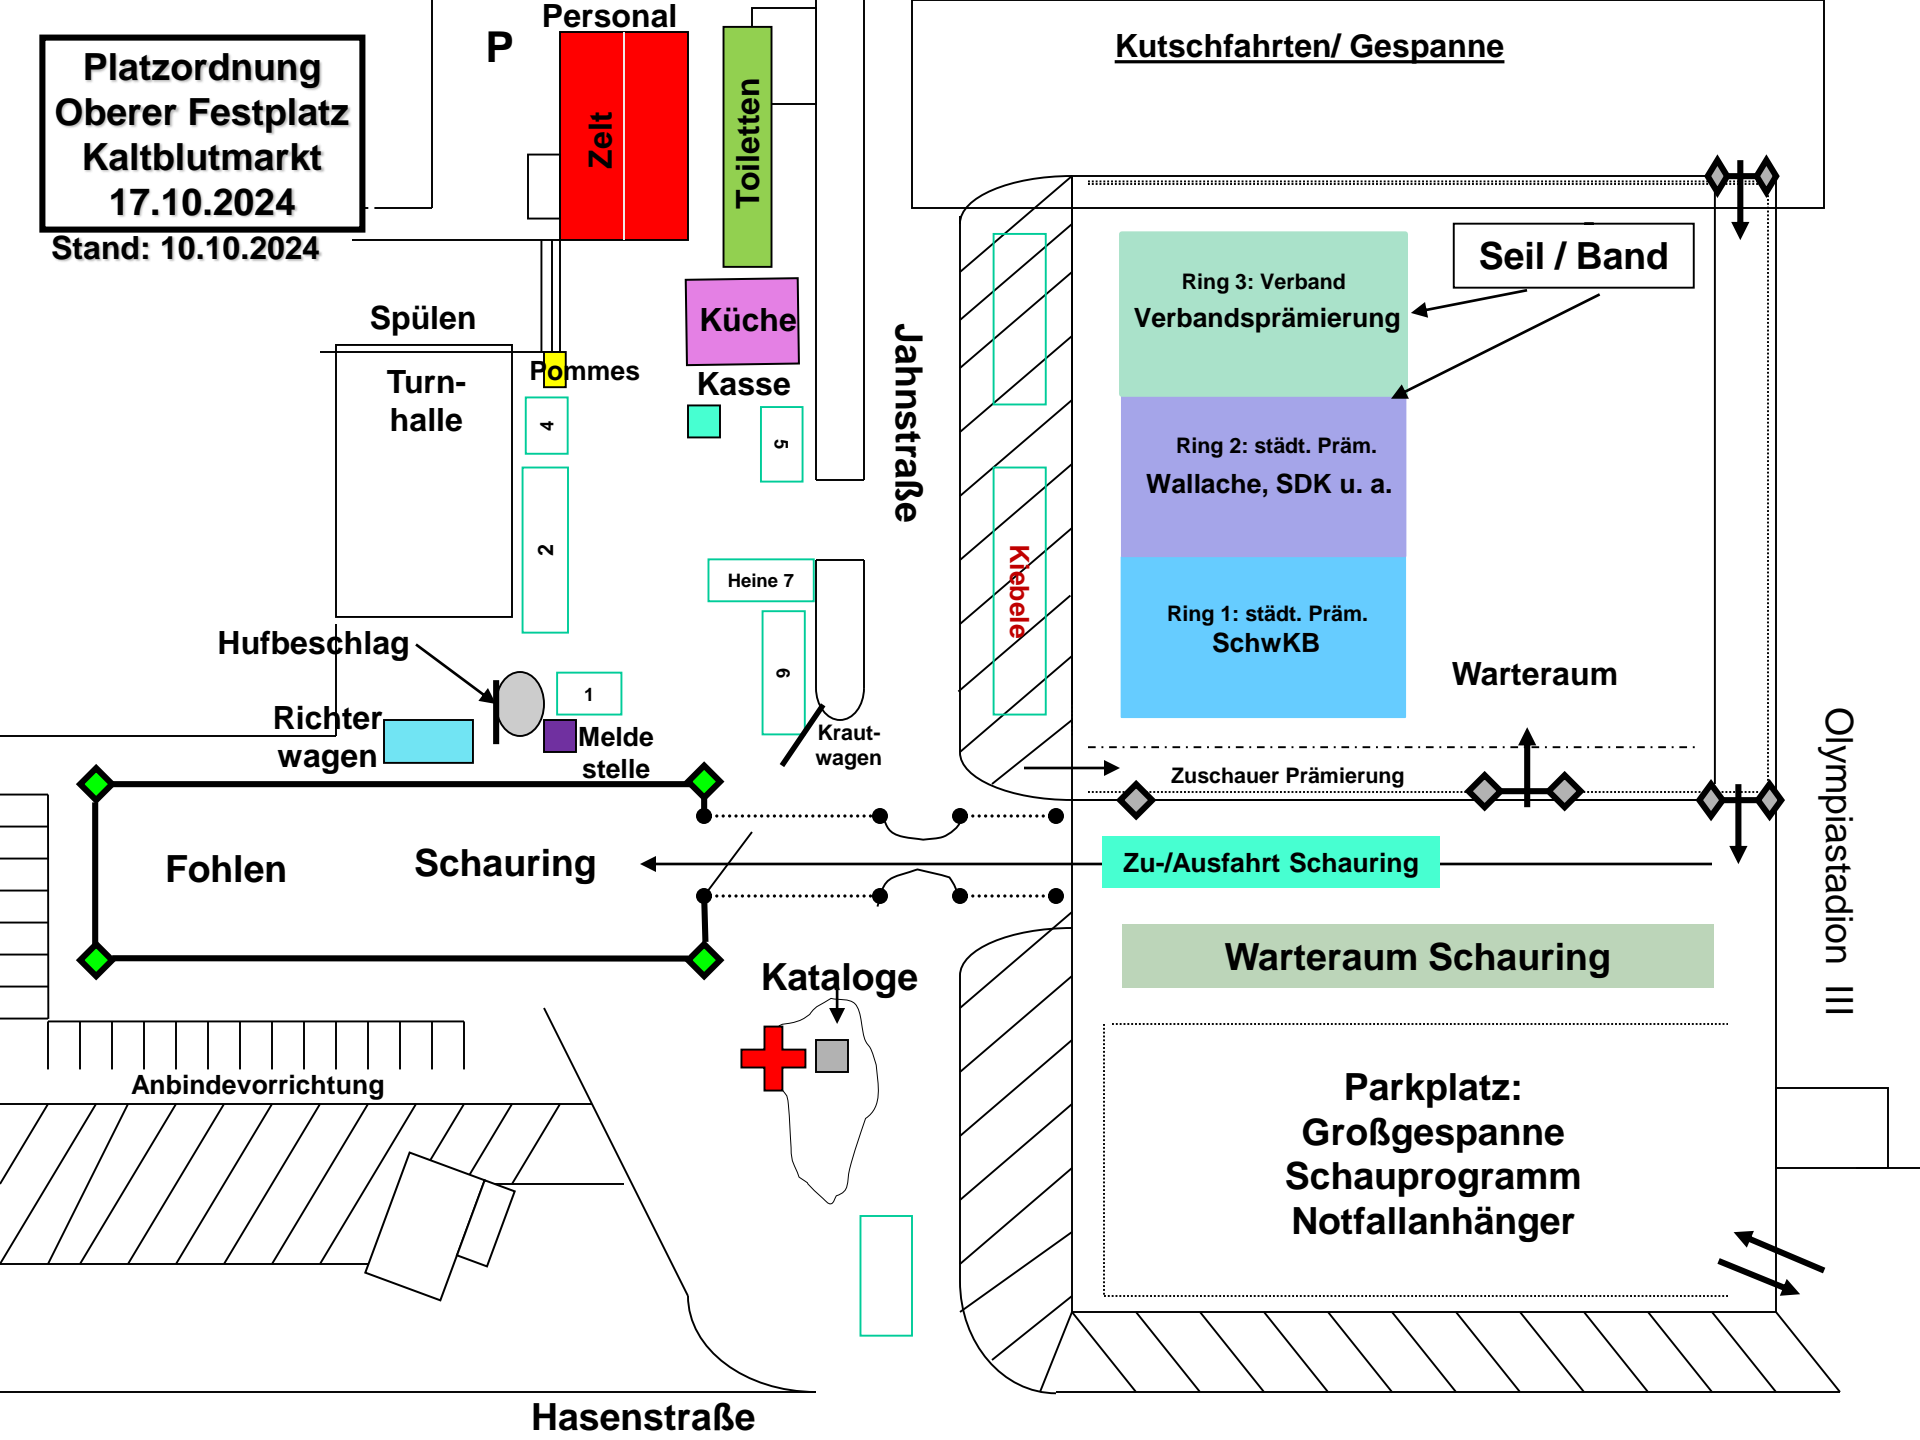 Platzordnung
Oberer Festplatz
Kaltblutmarkt
17.10.2024
Stand: 10.10.2024
Personal
P
Zelt
Toiletten
Kutschfahrten/ Gespanne
Spülen
Turn-
halle
Pommes
Küche
Kasse
4
5
2
Jahnstraße
Seil / Band
Ring 3: Verband
Verbandsprämierung
Ring 2: städt. Präm.
Wallache, SDK u. a.
Ring 1: städt. Präm.
SchwKB
Kiebele
Warteraum
Heine 7
6
1
Hufbeschlag
Richter
wagen
Melde
stelle
Kraut-
wagen
Zuschauer Prämierung
Olympiastadion III
Fohlen
Schauring
Zu-/Ausfahrt Schauring
Warteraum Schauring
Kataloge
Anbindevorrichtung
Parkplatz:
Großgespanne
Schauprogramm
Notfallanhänger
Hasenstraße